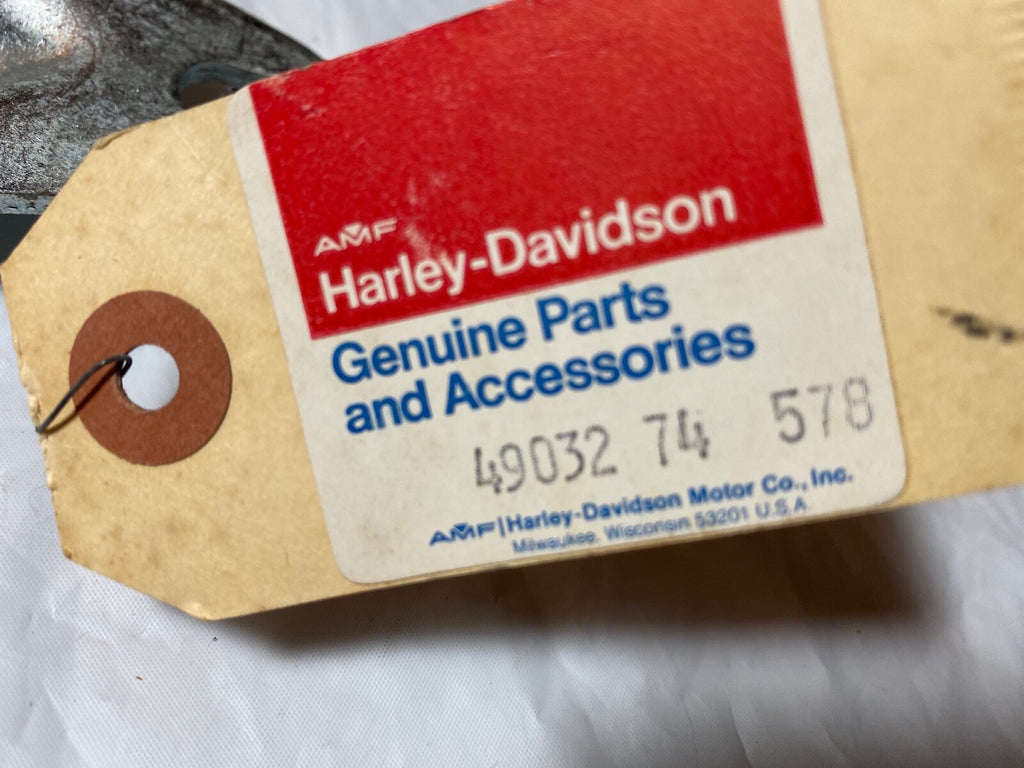 AMF
Harley-Davidson
Genuine Parts
and Accessories
49032 74 578
AMF|Harley-Davidson Motor Co., Inc.
Milwaukee, Wisconsin 53201 U.S.A.